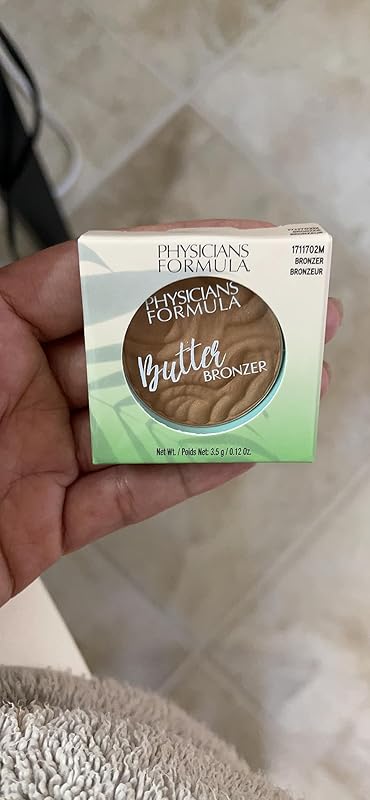 PHYSICIANS
FORMULA
1711702M
BRONZER
BRONZEUR
PHYSICIANS
FORMULA
Butter
BRONZER
Net Wt. / Poids Net: 3.5 g / 0.12 Oz.